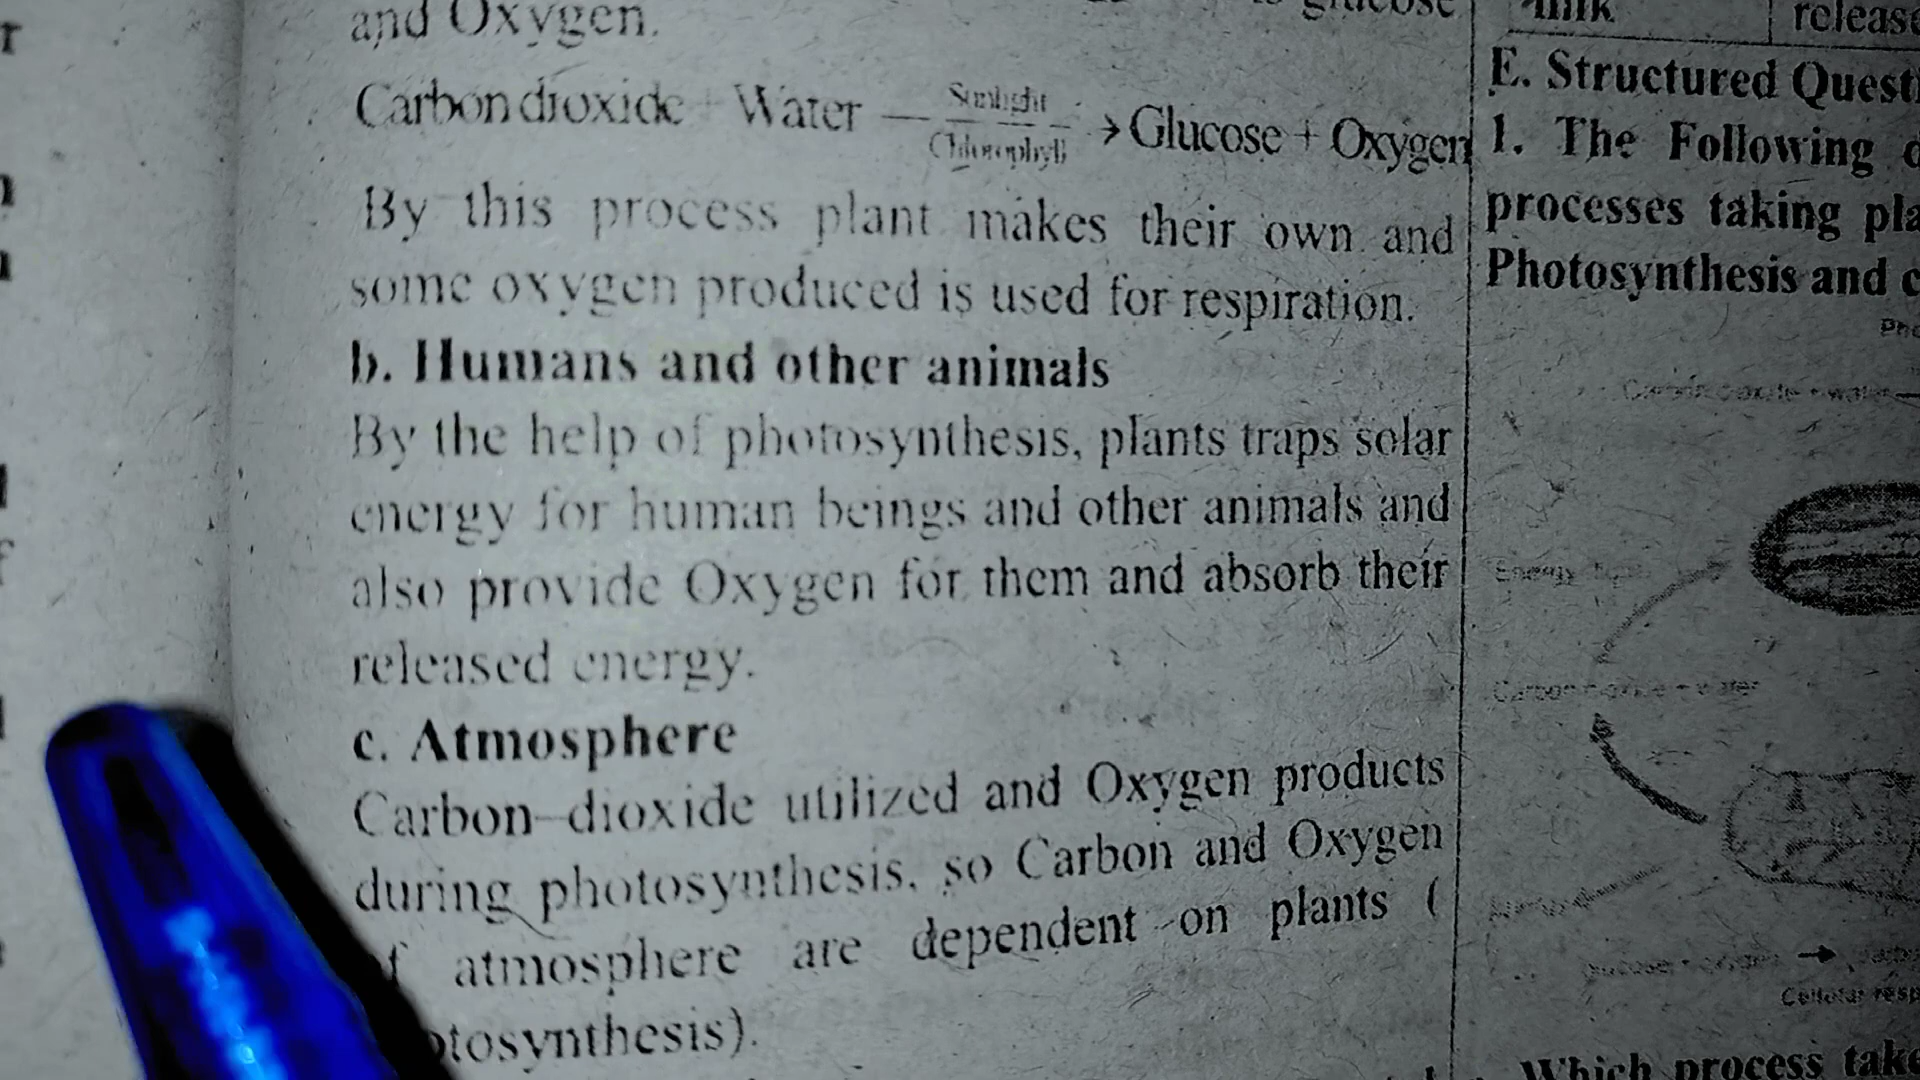 and Oxygen.
glucose
Carbondioxide + Water Sunlight Chlorophyll → Glucose + Oxygen
By this process plant makes their own and
some oxygen produced is used for respiration.
b. Humans and other animals
By the help of photosynthesis, plants traps solar
energy for human beings and other animals and
also provide Oxygen for them and absorb their
released energy.
c. Atmosphere
Carbon-dioxide utilized and Oxygen products
during photosynthesis, so Carbon and Oxygen
atmosphere are dependent on plants (
otosynthesis).
release
E. Structured Quest
1. The Following
processes taking pla
Photosynthesis and c
Energy
Which process take